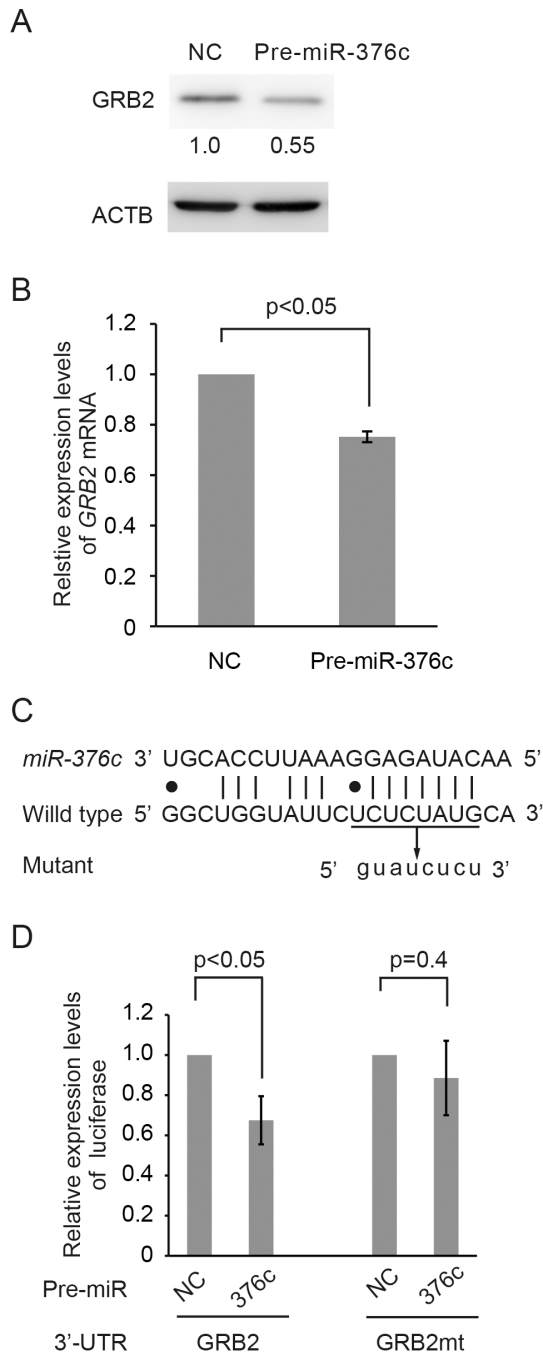 A
NC Pre-miR-376c
GRB2
1.0 0.55
ACTB
B
p<0.05
Relstive expression levels
of GRB2 mRNA
1.2
1.0
0.8
0.6
0.4
0.2
0
NC Pre-miR-376c
C
miR-376c 3' UGCACCUUAAAGGAGAUACAA 5'
Willd type 5' GGCUGGUAUUCUCUCUAUGCA 3'
Mutant 5' guaucucu 3'
D
p<0.05 p=0.4
Relative expression levels
of luciferase
1.2
1.0
0.8
0.6
0.4
0.2
0
Pre-miR NC 376c NC 376c
3'-UTR GRB2 GRB2mt